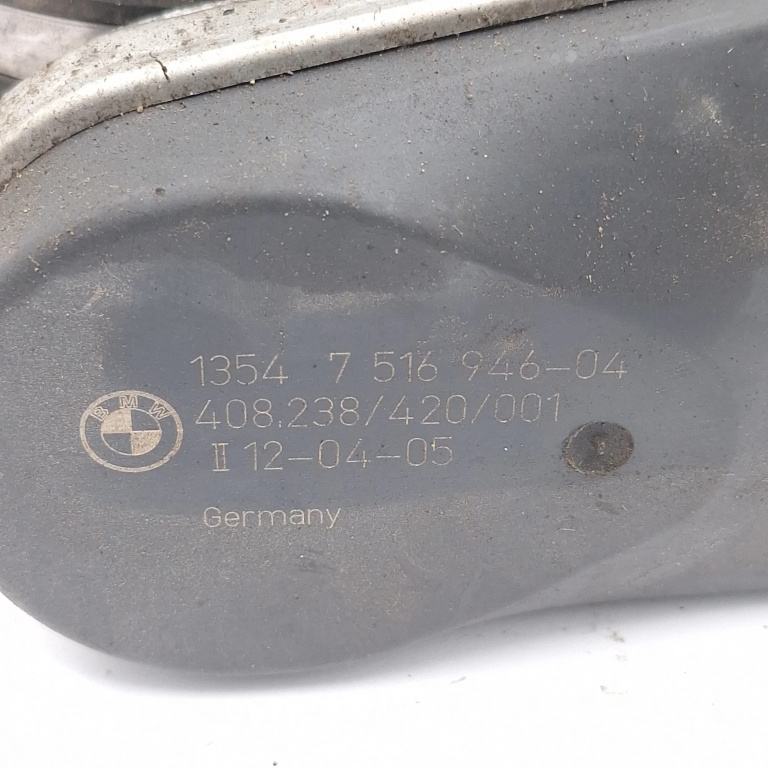 1354 7 516 946-04
BMW
408.238/420/001
II 12-04-05
Germany